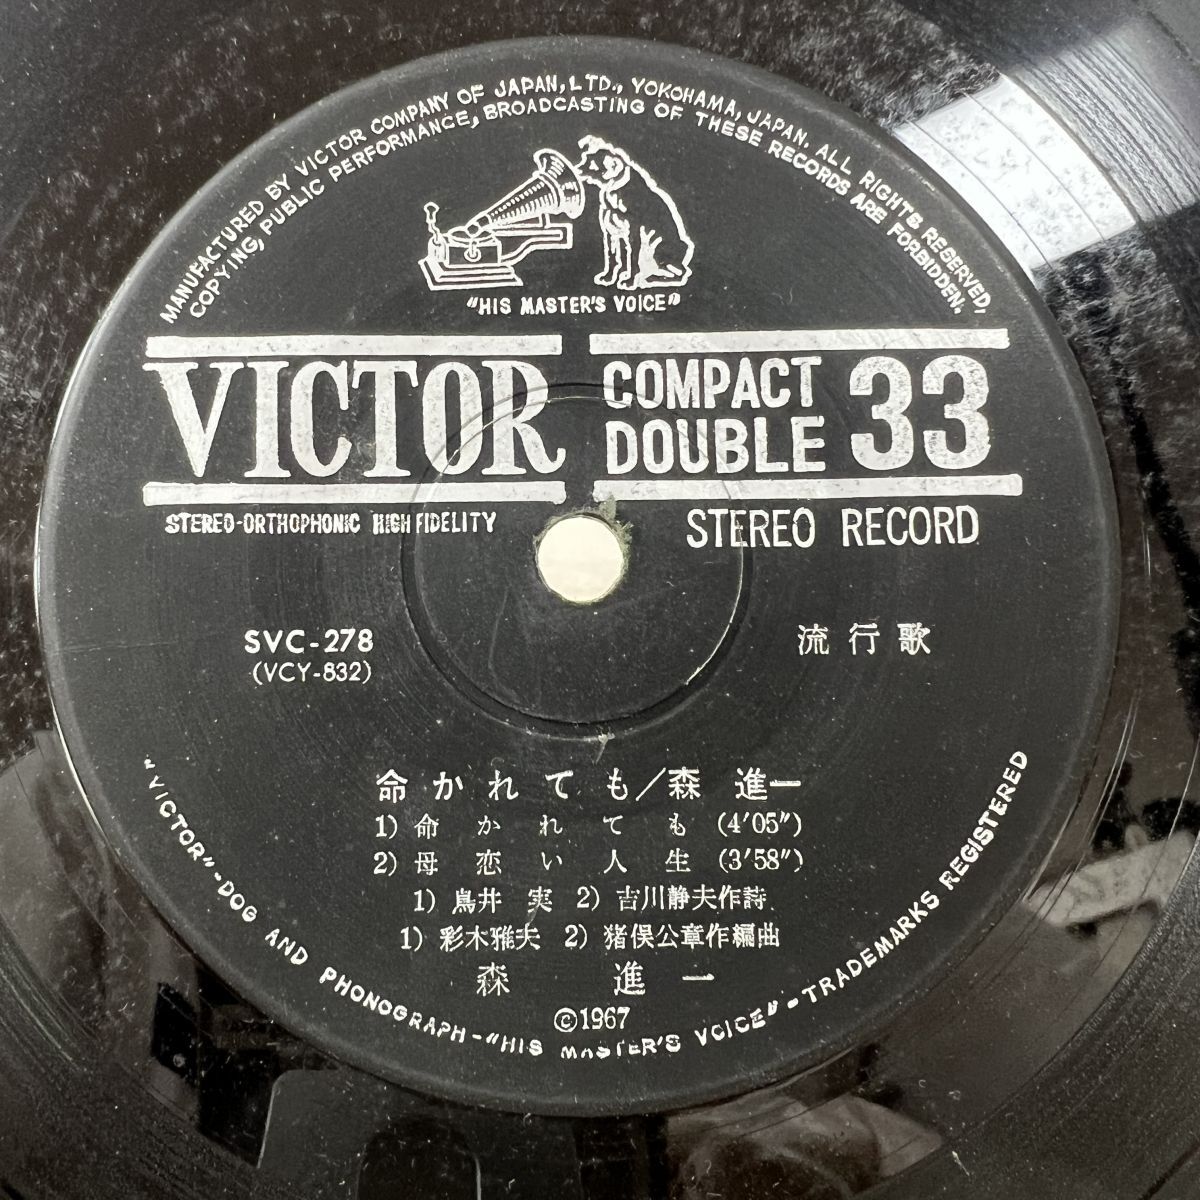 MANUFACTURED BY VICTOR COMPANY OF JAPAN, LTD., YOKOHAMA, JAPAN. ALL RIGHTS RESERVED,
COPYING, PUBLIC PERFORMANCE, BROADCASTING OF THESE RECORDS ARE FORBIDDEN.
"HIS MASTER'S VOICE"
VICTOR
COMPACT
DOUBLE
33
STEREO-ORTHOPHONIC HIGH FIDELITY
STEREO RECORD
SVC-278
(VCY-832)
流行歌
命かれても/森 進一
1) 命かれても (4'05")
2) 母恋い人生 (3'58")
1) 鳥井 実 2) 吉川静夫作詩
1) 彩木雅夫 2) 猪俣公章作編曲
森 進一
©1967
"VICTOR"-DOG AND PHONOGRAPH-"HIS MASTER'S VOICE"-TRADEMARKS REGISTERED